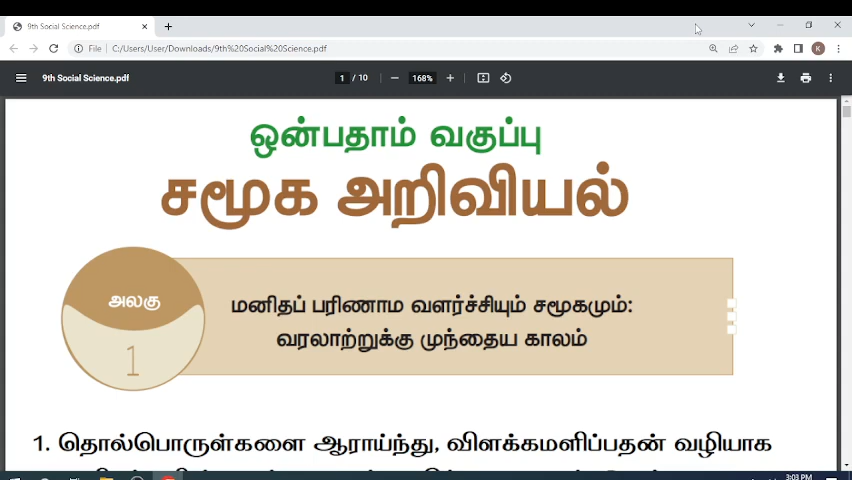 9th Social Science.pdf
File
C:/Users/User/Downloads/9th%20Social%20Science.pdf
K
9th Social Science.pdf
1 / 10
168%
ஒன்பதாம் வகுப்பு
சமூக அறிவியல்
அலகு
1
மனிதப் பரிணாம வளர்ச்சியும் சமூகமும்:
வரலாற்றுக்கு முந்தைய காலம்
1. தொல்பொருள்களை ஆராய்ந்து, விளக்கமளிப்பதன் வழியாக
3:03 PM